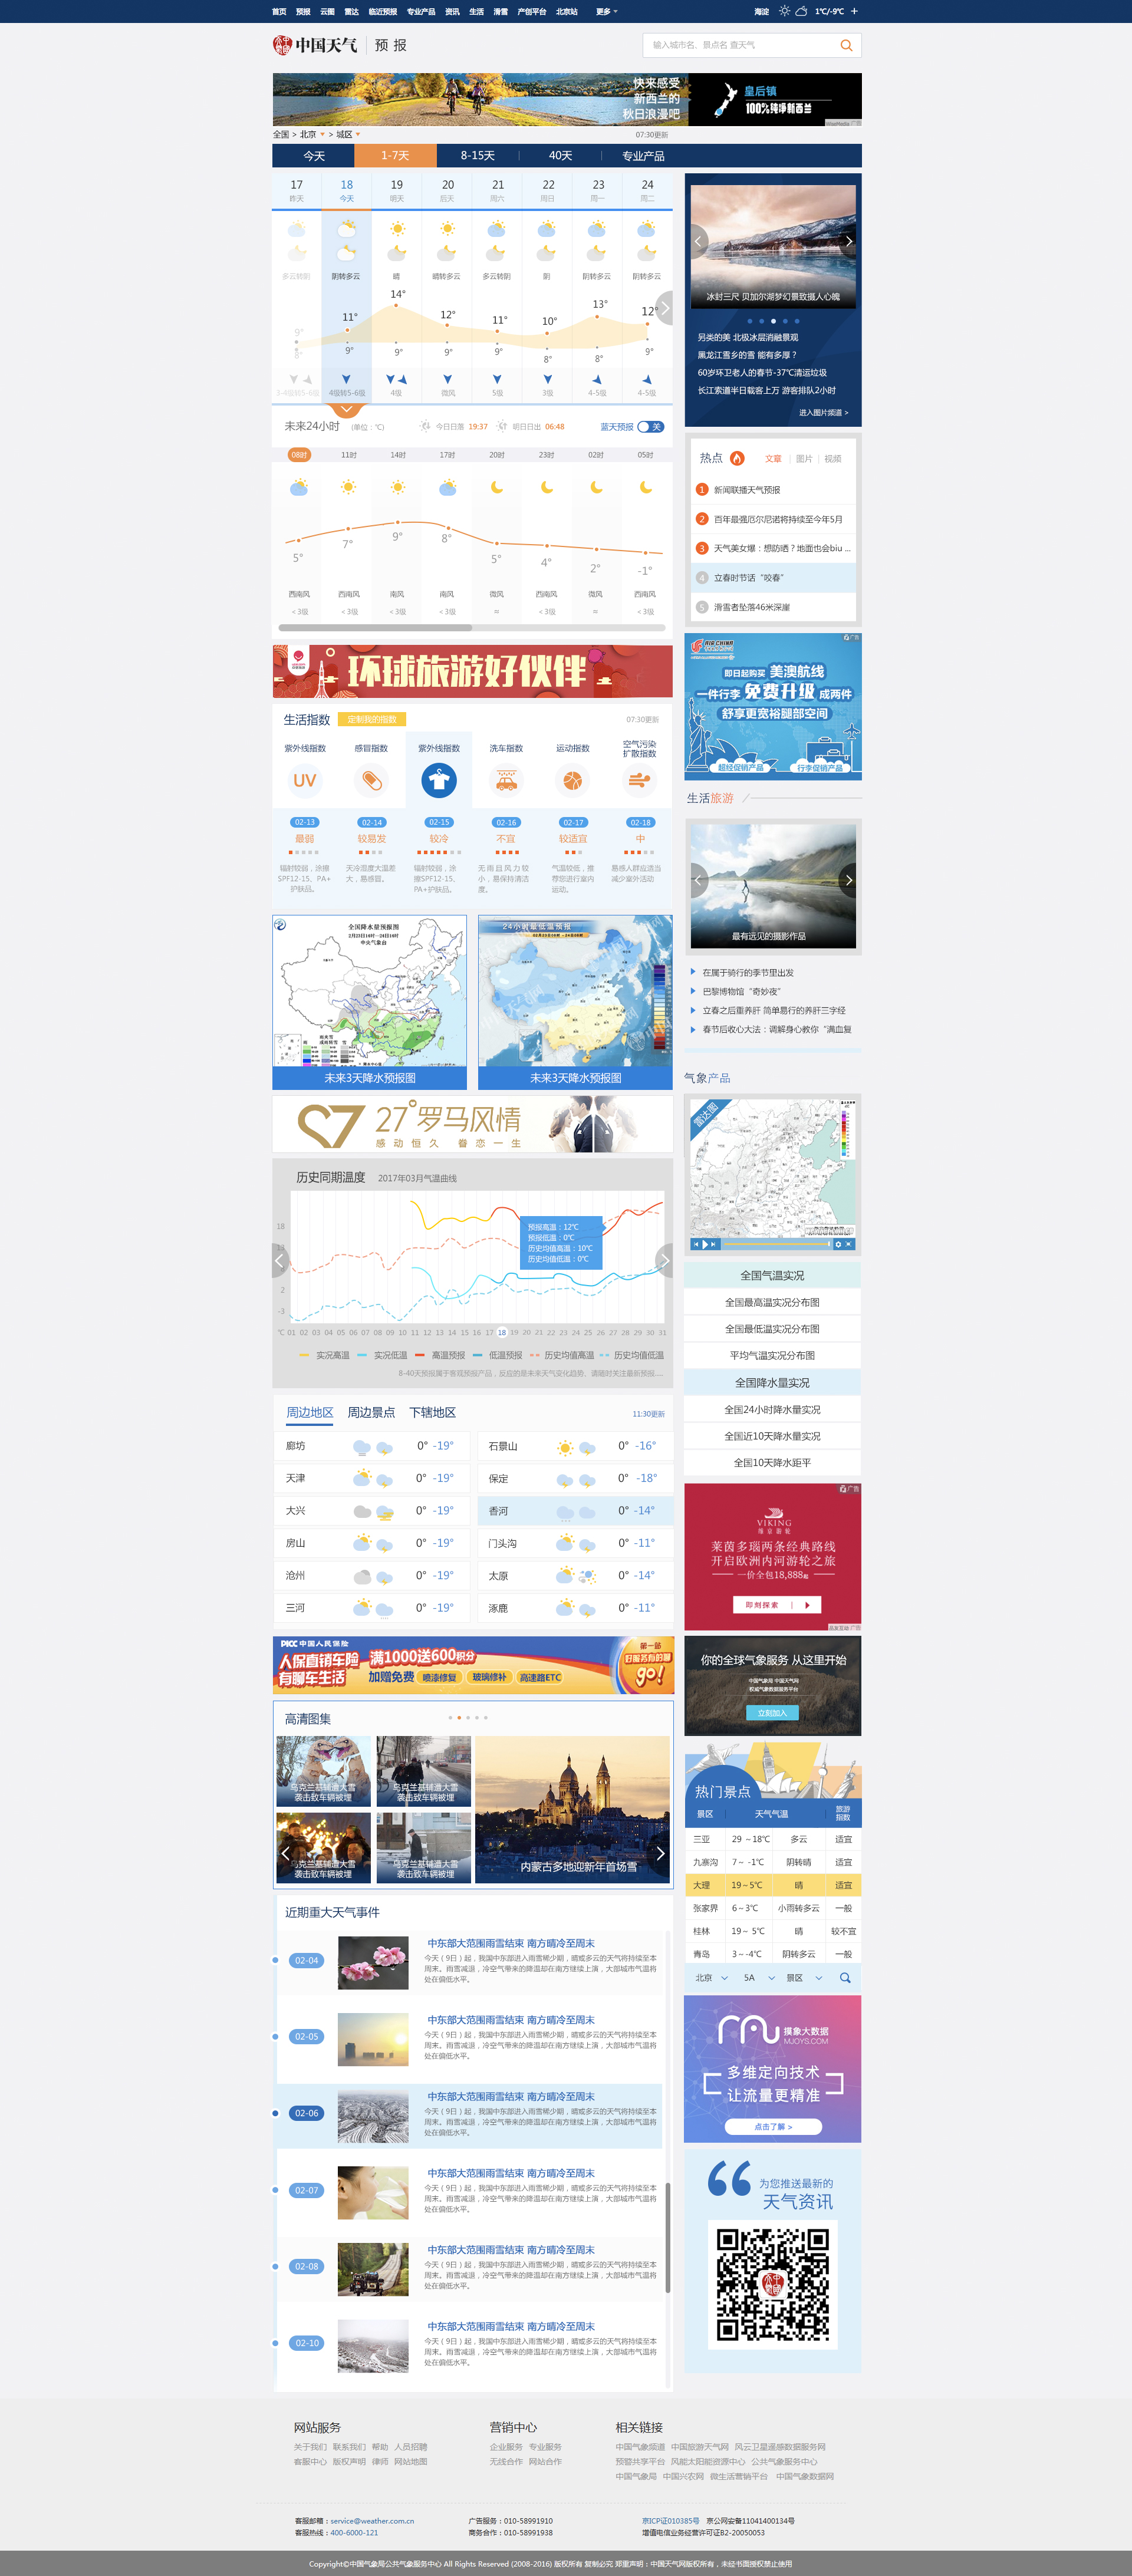 首页 预报 云图 雷达 临近预报 专业产品 资讯 生活 滑雪 产创平台 北京站 更多
海淀 1℃/-9℃ +
中国天气 预报
输入城市名、景点名 查天气
快来感受
新西兰的
秋日浪漫吧
皇后镇
100%纯净新西兰
全国 > 北京 > 城区
07:30更新
今天 1-7天 8-15天 40天 专业产品
17 18 19 20 21 22 23 24
昨天 今天 明天 后天 周六 周日 周一 周二
多云转阴 阴转多云 晴 晴转多云 多云转阴 阴 阴转多云 阴转多云
9° 11° 14° 12° 11° 10° 13° 12°
8° 9° 9° 9° 9° 8° 8° 9°
3-4级转5-6级 4级转5-6级 4级 微风 5级 3级 4-5级 4-5级
未来24小时 (单位:℃) 今日日落 19:37 明日日出 06:48 蓝天预报 关
08时 11时 14时 17时 20时 23时 02时 05时
5° 7° 9° 8° 5° 4° 2° -1°
西南风 西南风 南风 南风 微风 西南风 微风 西南风
<3级 <3级 <3级 <3级 = <3级 = <3级
冰封三尺 贝加尔湖梦幻景致摄人心魄
另类的美 北极冰层消融景观
黑龙江雪乡的雪 能有多厚?
60岁环卫老人的春节-37℃清运垃圾
长江索道半日载客上万 游客排队2小时
进入图片频道 >
热点 文章 | 图片 | 视频
1 新闻联播天气预报
2 百年最强厄尔尼诺将持续至今年5月
3 天气美女爆:想防晒?地面也会biu ...
4 立春时节话“咬春”
5 滑雪者坠落46米深崖
环球旅游好伙伴
AIR CHINA
广告
即日起购买 美澳航线
一件行李 免费升级 成两件
舒享更宽裕腿部空间
超经促销产品 行李促销产品
生活指数 定制我的指数 07:30更新
紫外线指数 感冒指数 紫外线指数 洗车指数 运动指数 空气污染
扩散指数
UV
02-13 02-14 02-15 02-16 02-17 02-18
最弱 较易发 较冷 不宜 较适宜 中
辐射较弱,涂擦SPF12-15、PA+护肤品。
天冷湿度大温差大,易感冒。
辐射较弱,涂擦SPF12-15、PA+护肤品。
无雨且风力较小,易保持清洁度。
气温较低,推荐您进行室内运动。
易感人群应适当减少室外活动
生活旅游
最有远见的摄影作品
在属于骑行的季节里出发
巴黎博物馆“奇妙夜”
立春之后重养肝 简单易行的养肝三字经
春节后收心大法:调解身心教你“满血复
全国降水量预报图
中央气象台
24小时最低温预报
未来3天降水预报图 未来3天降水预报图
27°罗马风情
感动恒久 眷恋一生
气象产品
雷达图
历史同期温度 2017年03月气温曲线
18
2
-3
预报高温:12℃
预报低温:0℃
历史均值高温:10℃
历史均值低温:0℃
℃ 01 02 03 04 05 06 07 08 09 10 11 12 13 14 15 16 17 18 19 20 21 22 23 24 25 26 27 28 29 30 31
实况高温 实况低温 高温预报 低温预报 历史均值高温 历史均值低温
8-40天预报属于客观预报产品,反应的是未来天气变化趋势、请随时关注最新预报......
全国气温实况
全国最高温实况分布图
全国最低温实况分布图
平均气温实况分布图
全国降水量实况
全国24小时降水量实况
全国近10天降水量实况
全国10天降水距平
周边地区 周边景点 下辖地区 11:30更新
廊坊 0° -19° 石景山 0° -16°
天津 0° -19° 保定 0° -18°
大兴 0° -19° 香河 0° -14°
房山 0° -19° 门头沟 0° -11°
沧州 0° -19° 太原 0° -14°
三河 0° -19° 涿鹿 0° -11°
广告
VIKING
莱茵多瑙两条经典路线
开启欧洲内河游轮之旅
一价全包18,888起
即刻探索
PICC 中国人民保险
人保直销车险 满1000送600积分
有聊车生活 加赠免费 喷漆修复 玻璃修补 高速路ETC
第一站
go!
你的全球气象服务 从这里开始
中国气象局 中国天气网
权威气象数据服务平台
立刻加入
高清图集
乌克兰基辅遭大雪
袭击致车辆被埋
乌克兰基辅遭大雪
袭击致车辆被埋
乌克兰基辅遭大雪
袭击致车辆被埋
乌克兰基辅遭大雪
袭击致车辆被埋
内蒙古多地迎新年首场雪
热门景点
景区 天气气温 旅游
指数
三亚 29 ~18℃ 多云 适宜
九寨沟 7~ -1℃ 阴转晴 适宜
大理 19~5℃ 晴 适宜
张家界 6~3℃ 小雨转多云 一般
桂林 19~ 5℃ 晴 较不宜
青岛 3~-4℃ 阴转多云 一般
北京 5A 景区
近期重大天气事件
02-04 中东部大范围雨雪结束 南方晴冷至周末
今天(9日)起,我国中东部进入雨雪稀少期,晴或多云的天气将持续至本
周末。雨雪减退,冷空气带来的降温却在南方继续上演,大部城市气温将
处在偏低水平。
02-05 中东部大范围雨雪结束 南方晴冷至周末
今天(9日)起,我国中东部进入雨雪稀少期,晴或多云的天气将持续至本
周末。雨雪减退,冷空气带来的降温却在南方继续上演,大部城市气温将
处在偏低水平。
02-06 中东部大范围雨雪结束 南方晴冷至周末
今天(9日)起,我国中东部进入雨雪稀少期,晴或多云的天气将持续至本
周末。雨雪减退,冷空气带来的降温却在南方继续上演,大部城市气温将
处在偏低水平。
02-07 中东部大范围雨雪结束 南方晴冷至周末
今天(9日)起,我国中东部进入雨雪稀少期,晴或多云的天气将持续至本
周末。雨雪减退,冷空气带来的降温却在南方继续上演,大部城市气温将
处在偏低水平。
02-08 中东部大范围雨雪结束 南方晴冷至周末
今天(9日)起,我国中东部进入雨雪稀少期,晴或多云的天气将持续至本
周末。雨雪减退,冷空气带来的降温却在南方继续上演,大部城市气温将
处在偏低水平。
02-10 中东部大范围雨雪结束 南方晴冷至周末
今天(9日)起,我国中东部进入雨雪稀少期,晴或多云的天气将持续至本
周末。雨雪减退,冷空气带来的降温却在南方继续上演,大部城市气温将
处在偏低水平。
摸象大数据
MJOYS.COM
多维定向技术
让流量更精准
点击了解 >
为您推送最新的
天气资讯
网站服务 营销中心 相关链接
关于我们 联系我们 帮助 人员招聘 企业服务 专业服务 中国气象频道 中国旅游天气网 风云卫星遥感数据服务网
客服中心 版权声明 律师 网站地图 无线合作 网站合作 预警共享平台 风能太阳能资源中心 公共气象服务中心
中国气象局 中国兴农网 微生活营销平台 中国气象数据网
客服邮箱:service@weather.com.cn 广告服务:010-58991910 京ICP证010385号 京公网安备11041400134号
客服热线:400-6000-121 商务合作:010-58991938 增值电信业务经营许可证B2-20050053
Copyright©中国气象局公共气象服务中心 All Rights Reserved (2008-2016) 版权所有 复制必究 郑重声明:中国天气网版权所有,未经书面授权禁止使用